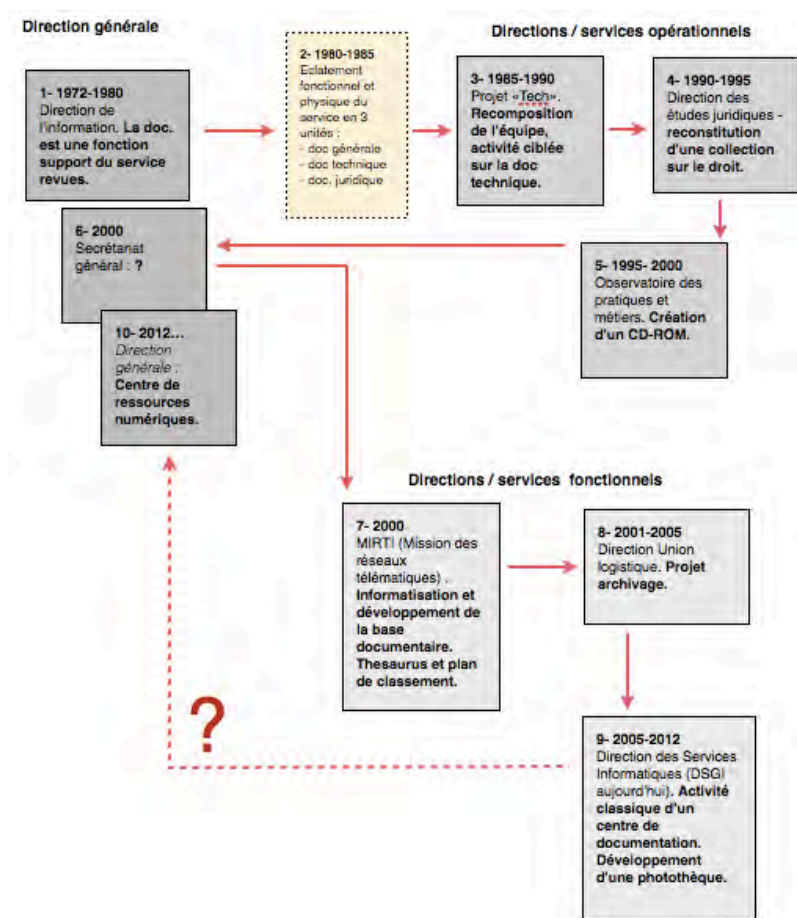 Direction générale
Directions / services opérationnels
1- 1972-1980
Direction de
l'information. La doc.
est une fonction
support du service
revues.
2- 1980-1985
Eclatement
fonctionnel et
physique du
service en 3
unités :
- doc générale
- doc technique
- doc. juridique
3- 1985-1990
Projet «Tech».
Recomposition
de l'équipe,
activité ciblée
sur la doc
technique.
4- 1990-1995
Direction des
études juridiques -
reconstitution
d'une collection
sur le droit.
5- 1995- 2000
Observatoire des
pratiques et
métiers. Création
d'un CD-ROM.
6- 2000
Secrétariat
général : ?
10- 2012...
Direction
générale :
Centre de
ressources
numériques.
Directions / services fonctionnels
7- 2000
MIRTI (Mission des
réseaux
télématiques) .
Informatisation et
développement de
la base
documentaire.
Thesaurus et plan
de classement.
8- 2001-2005
Direction Union
logistique. Projet
archivage.
9- 2005-2012
Direction des Services
Informatiques (DSGI
aujourd'hui). Activité
classique d'un
centre de
documentation.
Développement
d'une photothèque.
?